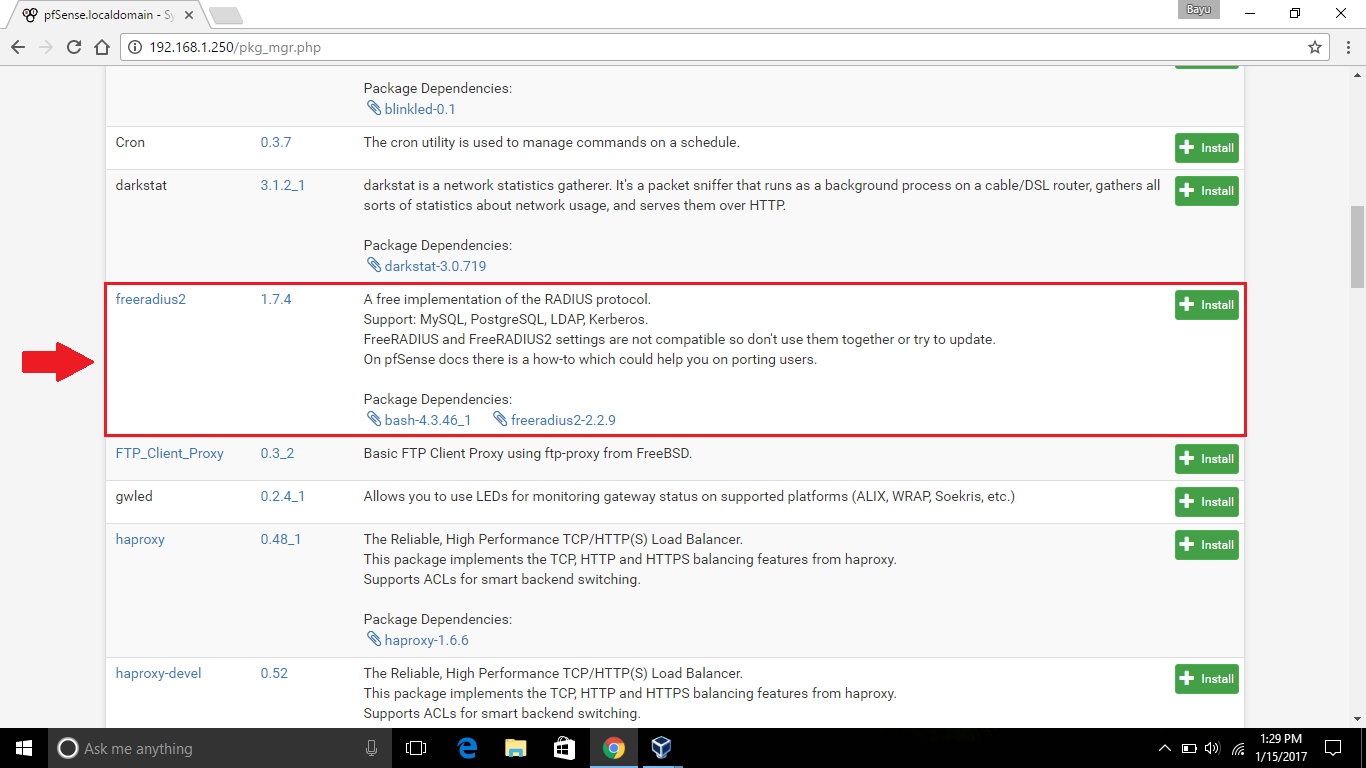 pfSense.localdomain - Sy
Bayu
192.168.1.250/pkg_mgr.php
Package Dependencies:
blinkled-0.1
Cron 0.3.7 The cron utility is used to manage commands on a schedule. Install
darkstat 3.1.2_1 darkstat is a network statistics gatherer. It's a packet sniffer that runs as a background process on a cable/DSL router, gathers all Install
sorts of statistics about network usage, and serves them over HTTP.
Package Dependencies:
darkstat-3.0.719
freeradius2 1.7.4 A free implementation of the RADIUS protocol. Install
Support: MySQL, PostgreSQL, LDAP, Kerberos.
FreeRADIUS and FreeRADIUS2 settings are not compatible so don't use them together or try to update.
On pfSense docs there is a how-to which could help you on porting users.
Package Dependencies:
bash-4.3.46_1 freeradius2-2.2.9
FTP_Client_Proxy 0.3_2 Basic FTP Client Proxy using ftp-proxy from FreeBSD. Install
gwled 0.2.4_1 Allows you to use LEDs for monitoring gateway status on supported platforms (ALIX, WRAP, Soekris, etc.) Install
haproxy 0.48_1 The Reliable, High Performance TCP/HTTP(S) Load Balancer. Install
This package implements the TCP, HTTP and HTTPS balancing features from haproxy.
Supports ACLs for smart backend switching.
Package Dependencies:
haproxy-1.6.6
haproxy-devel 0.52 The Reliable, High Performance TCP/HTTP(S) Load Balancer. Install
This package implements the TCP, HTTP and HTTPS balancing features from haproxy.
Supports ACLs for smart backend switching.
Ask me anything
1:29 PM
1/15/2017